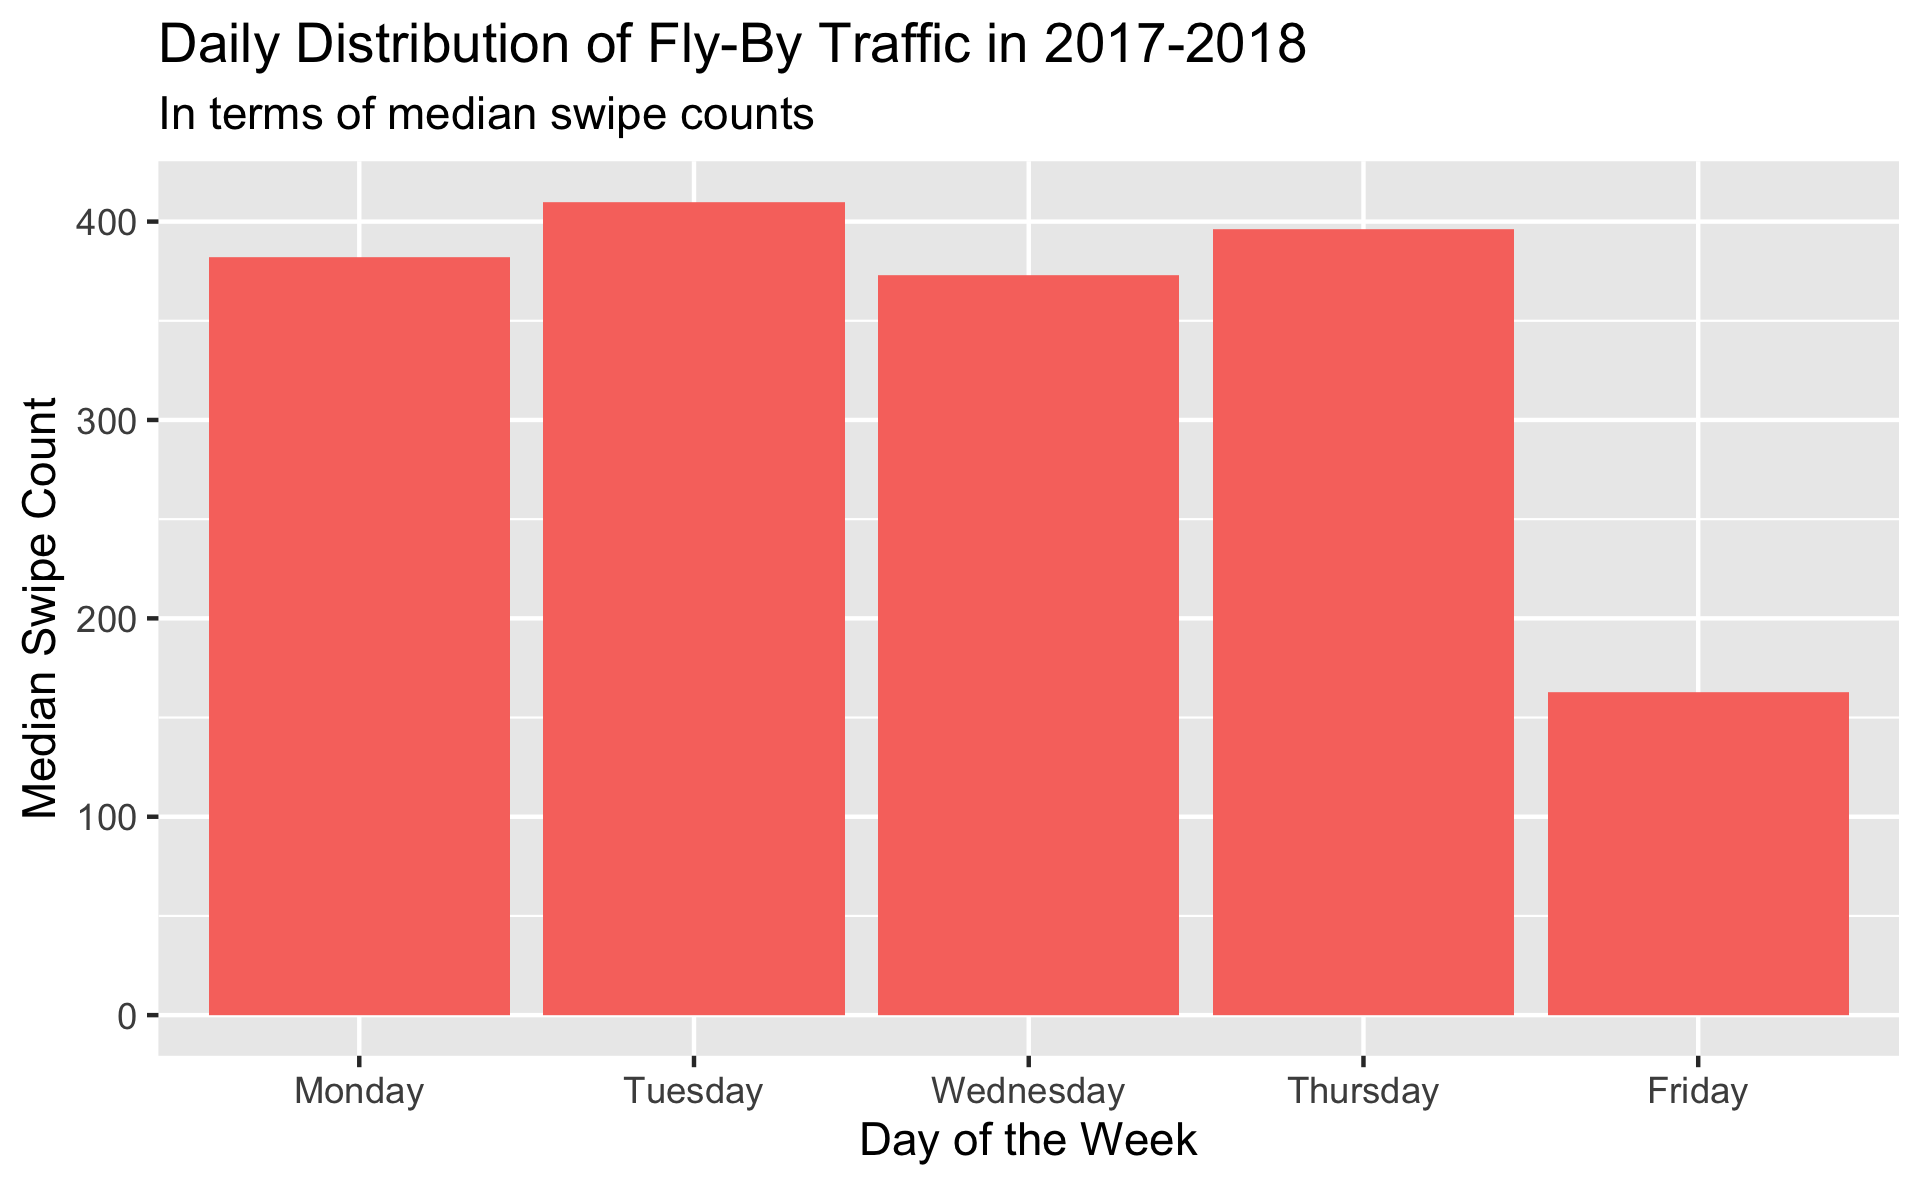 Daily Distribution of Fly-By Traffic in 2017-2018
In terms of median swipe counts
Median Swipe Count
400
300
200
100
0
Monday
Tuesday
Wednesday
Thursday
Friday
Day of the Week